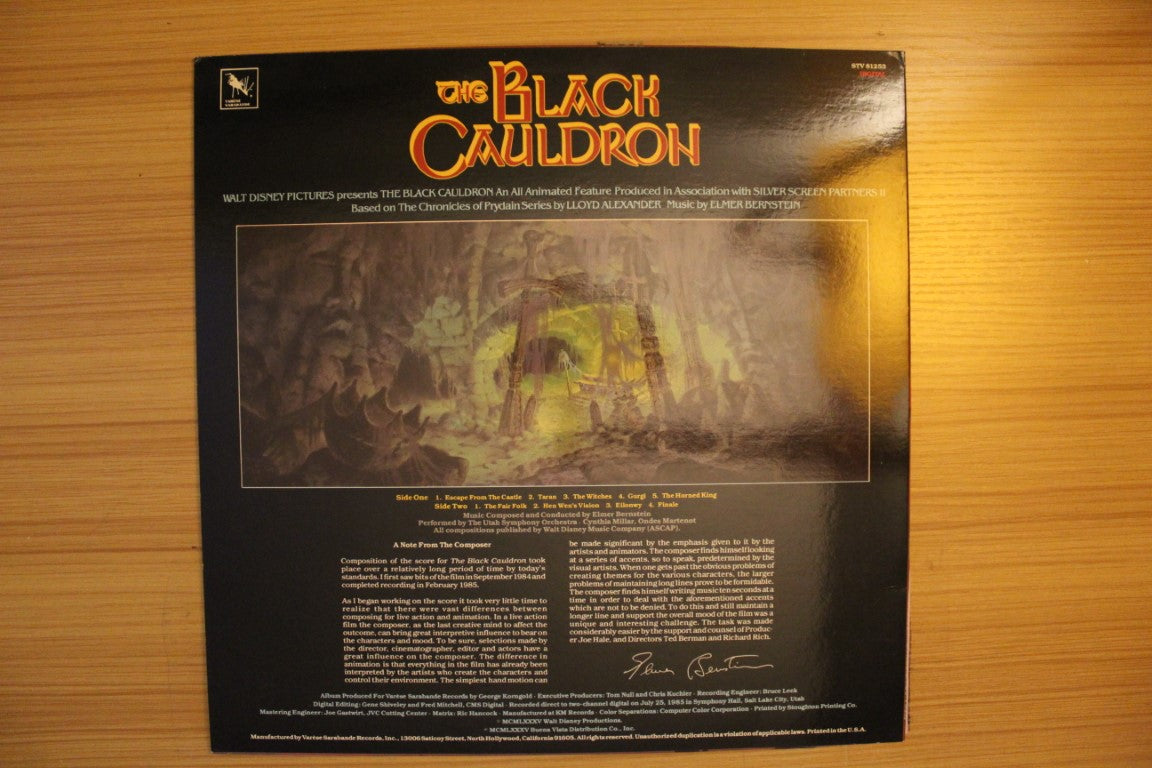 VARESE
SARABANDE
STV 81253
DIGITAL
THE BLACK
CAULDRON
WALT DISNEY PICTURES presents THE BLACK CAULDRON An All Animated Feature Produced in Association with SILVER SCREEN PARTNERS II
Based on The Chronicles of Prydain Series by LLOYD ALEXANDER Music by ELMER BERNSTEIN
Side One 1. Escape From The Castle 2. Taran 3. The Witches 4. Gurgi 5. The Horned King
Side Two 1. The Fair Folk 2. Hen Wen's Vision 3. Eilonwy 4. Finale
Music Composed and Conducted by Elmer Bernstein
Performed by The Utah Symphony Orchestra · Cynthia Millar, Ondes Martenot
All compositions published by Walt Disney Music Company (ASCAP).
A Note From The Composer
Composition of the score for The Black Cauldron took
place over a relatively long period of time by today's
standards. I first saw bits of the film in September 1984 and
completed recording in February 1985.
As I began working on the score it took very little time to
realize that there were vast differences between
composing for live action and animation. In a live action
film the composer, as the last creative mind to affect the
outcome, can bring great interpretive influence to bear on
the characters and mood. To be sure, selections made by
the director, cinematographer, editor and actors have a
great influence on the composer. The difference in
animation is that everything in the film has already been
interpreted by the artists who create the characters and
control their environment. The simplest hand motion can
be made significant by the emphasis given to it by the
artists and animators. The composer finds himself looking
at a series of accents, so to speak, predetermined by the
visual artists. When one gets past the obvious problems of
creating themes for the various characters, the larger
problems of maintaining long lines prove to be formidable.
The composer finds himself writing music ten seconds at a
time in order to deal with the aforementioned accents
which are not to be denied. To do this and still maintain a
longer line and support the overall mood of the film was a
unique and interesting challenge. The task was made
considerably easier by the support and counsel of Produc-
er Joe Hale, and Directors Ted Berman and Richard Rich.
Elmer Bernstein
Album Produced For Varèse Sarabande Records by George Korngold · Executive Producers: Tom Null and Chris Kuchler · Recording Engineer: Bruce Leek
Digital Editing: Gene Shiveley and Fred Mitchell, CMS Digital · Recorded direct to two-channel digital on July 25, 1985 in Symphony Hall, Salt Lake City, Utah
Mastering Engineer: Joe Gastwirt, JVC Cutting Center · Matrix: Ric Hancock · Manufactured at KM Records · Color Separations: Computer Color Corporation · Printed by Stoughton Printing Co.
© MCMLXXXV Walt Disney Productions.
℗ MCMLXXXV Buena Vista Distribution Co., Inc.
Manufactured by Varèse Sarabande Records, Inc., 13006 Saticoy Street, North Hollywood, California 91605. All rights reserved. Unauthorized duplication is a violation of applicable laws. Printed in the U.S.A.